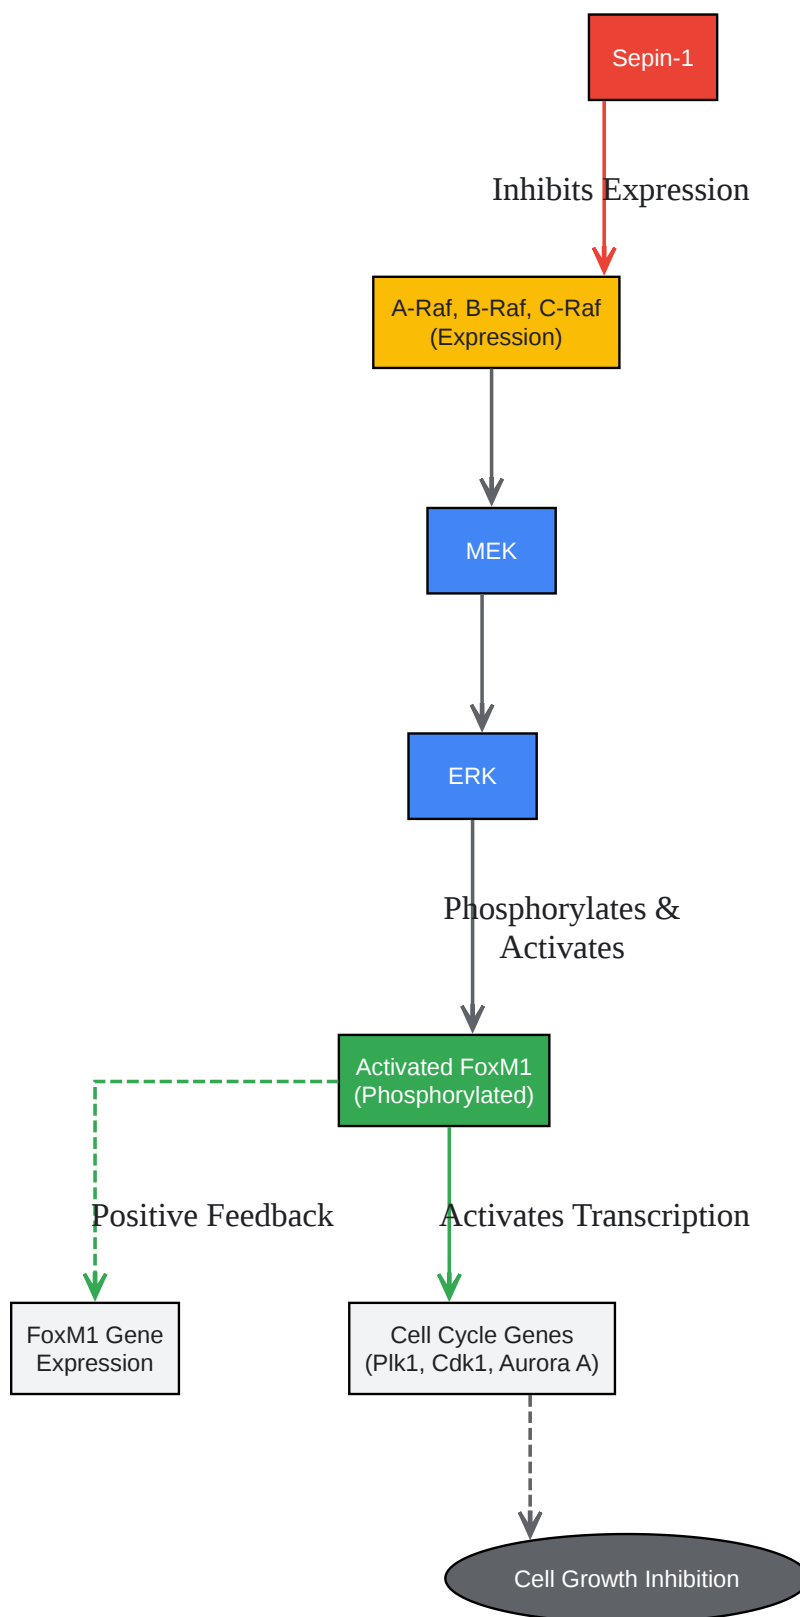 Sepin-1
Inhibits Expression
A-Raf, B-Raf, C-Raf
(Expression)
MEK
ERK
Phosphorylates &
Activates
Activated FoxM1
(Phosphorylated)
Positive Feedback
Activates Transcription
FoxM1 Gene
Expression
Cell Cycle Genes
(Plk1, Cdk1, Aurora A)
Cell Growth Inhibition